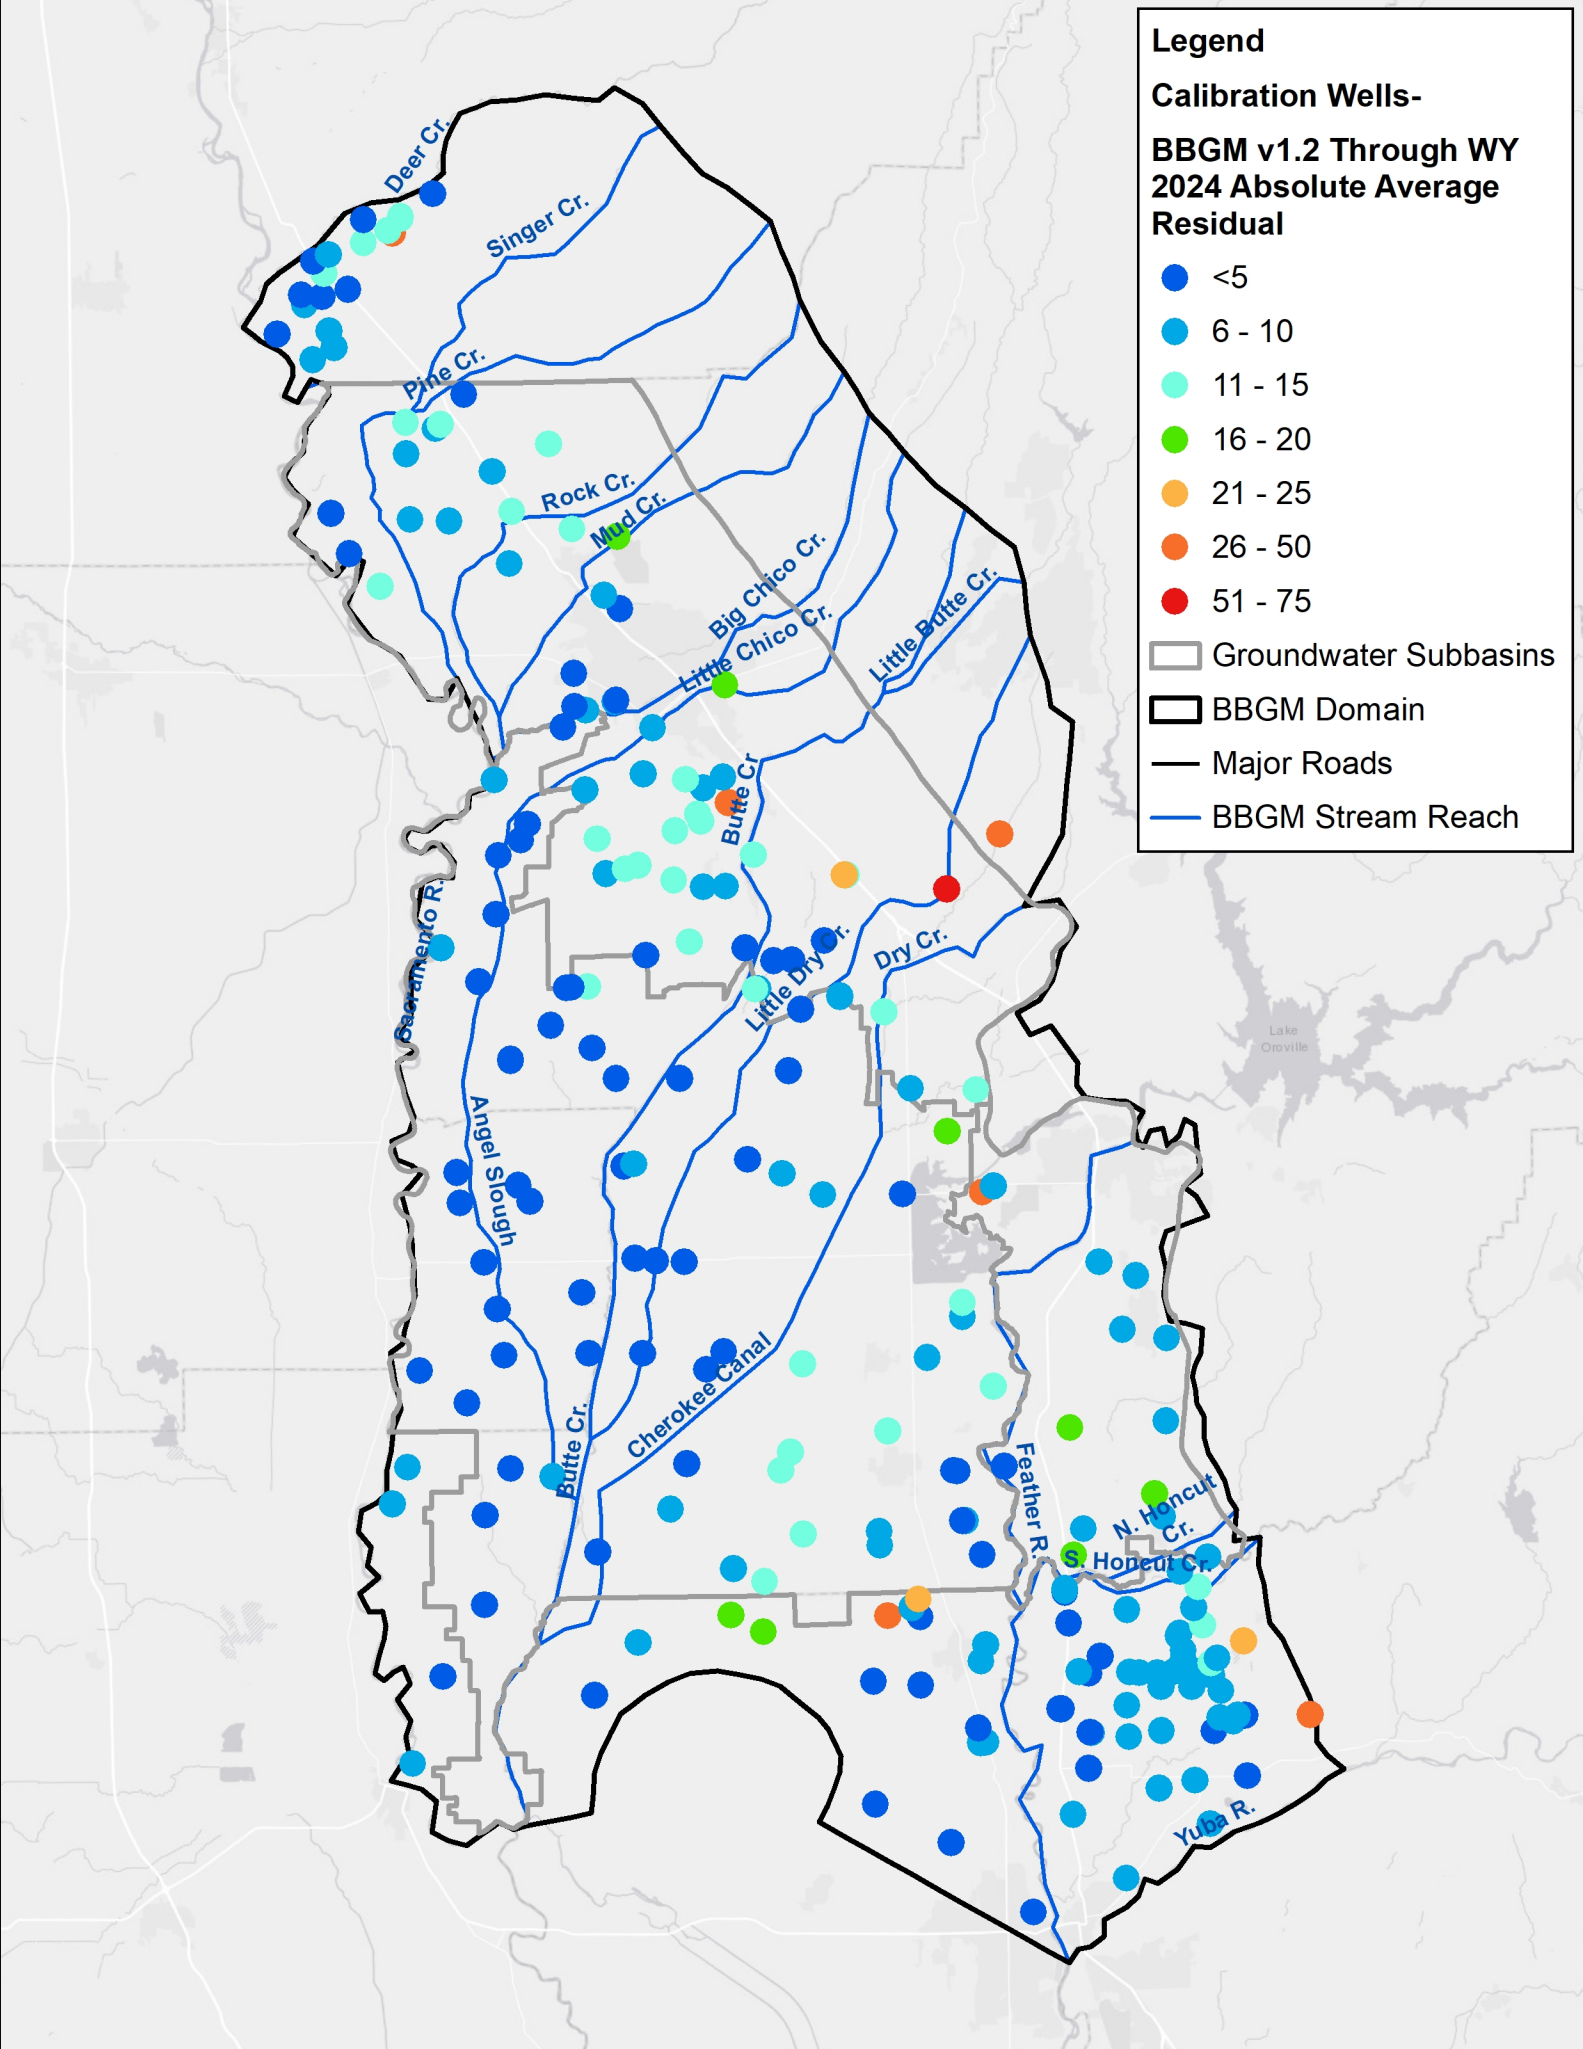 Legend
Calibration Wells-
BBGM v1.2 Through WY
2024 Absolute Average
Residual
<5
6 - 10
11 - 15
16 - 20
21 - 25
26 - 50
51 - 75
Groundwater Subbasins
BBGM Domain
Major Roads
BBGM Stream Reach
Deer Cr.
Singer Cr.
Pine Cr.
Rock Cr.
Mud Cr.
Big Chico Cr.
Little Chico Cr.
Little Butte Cr.
Butte Cr
Sacramento R.
Little Dry Cr.
Dry Cr.
Lake
Oroville
Angel Slough
Cherokee Canal
Butte Cr.
Feather R.
N. Honcut
Cr.
S. Honcut Cr.
Yuba R.